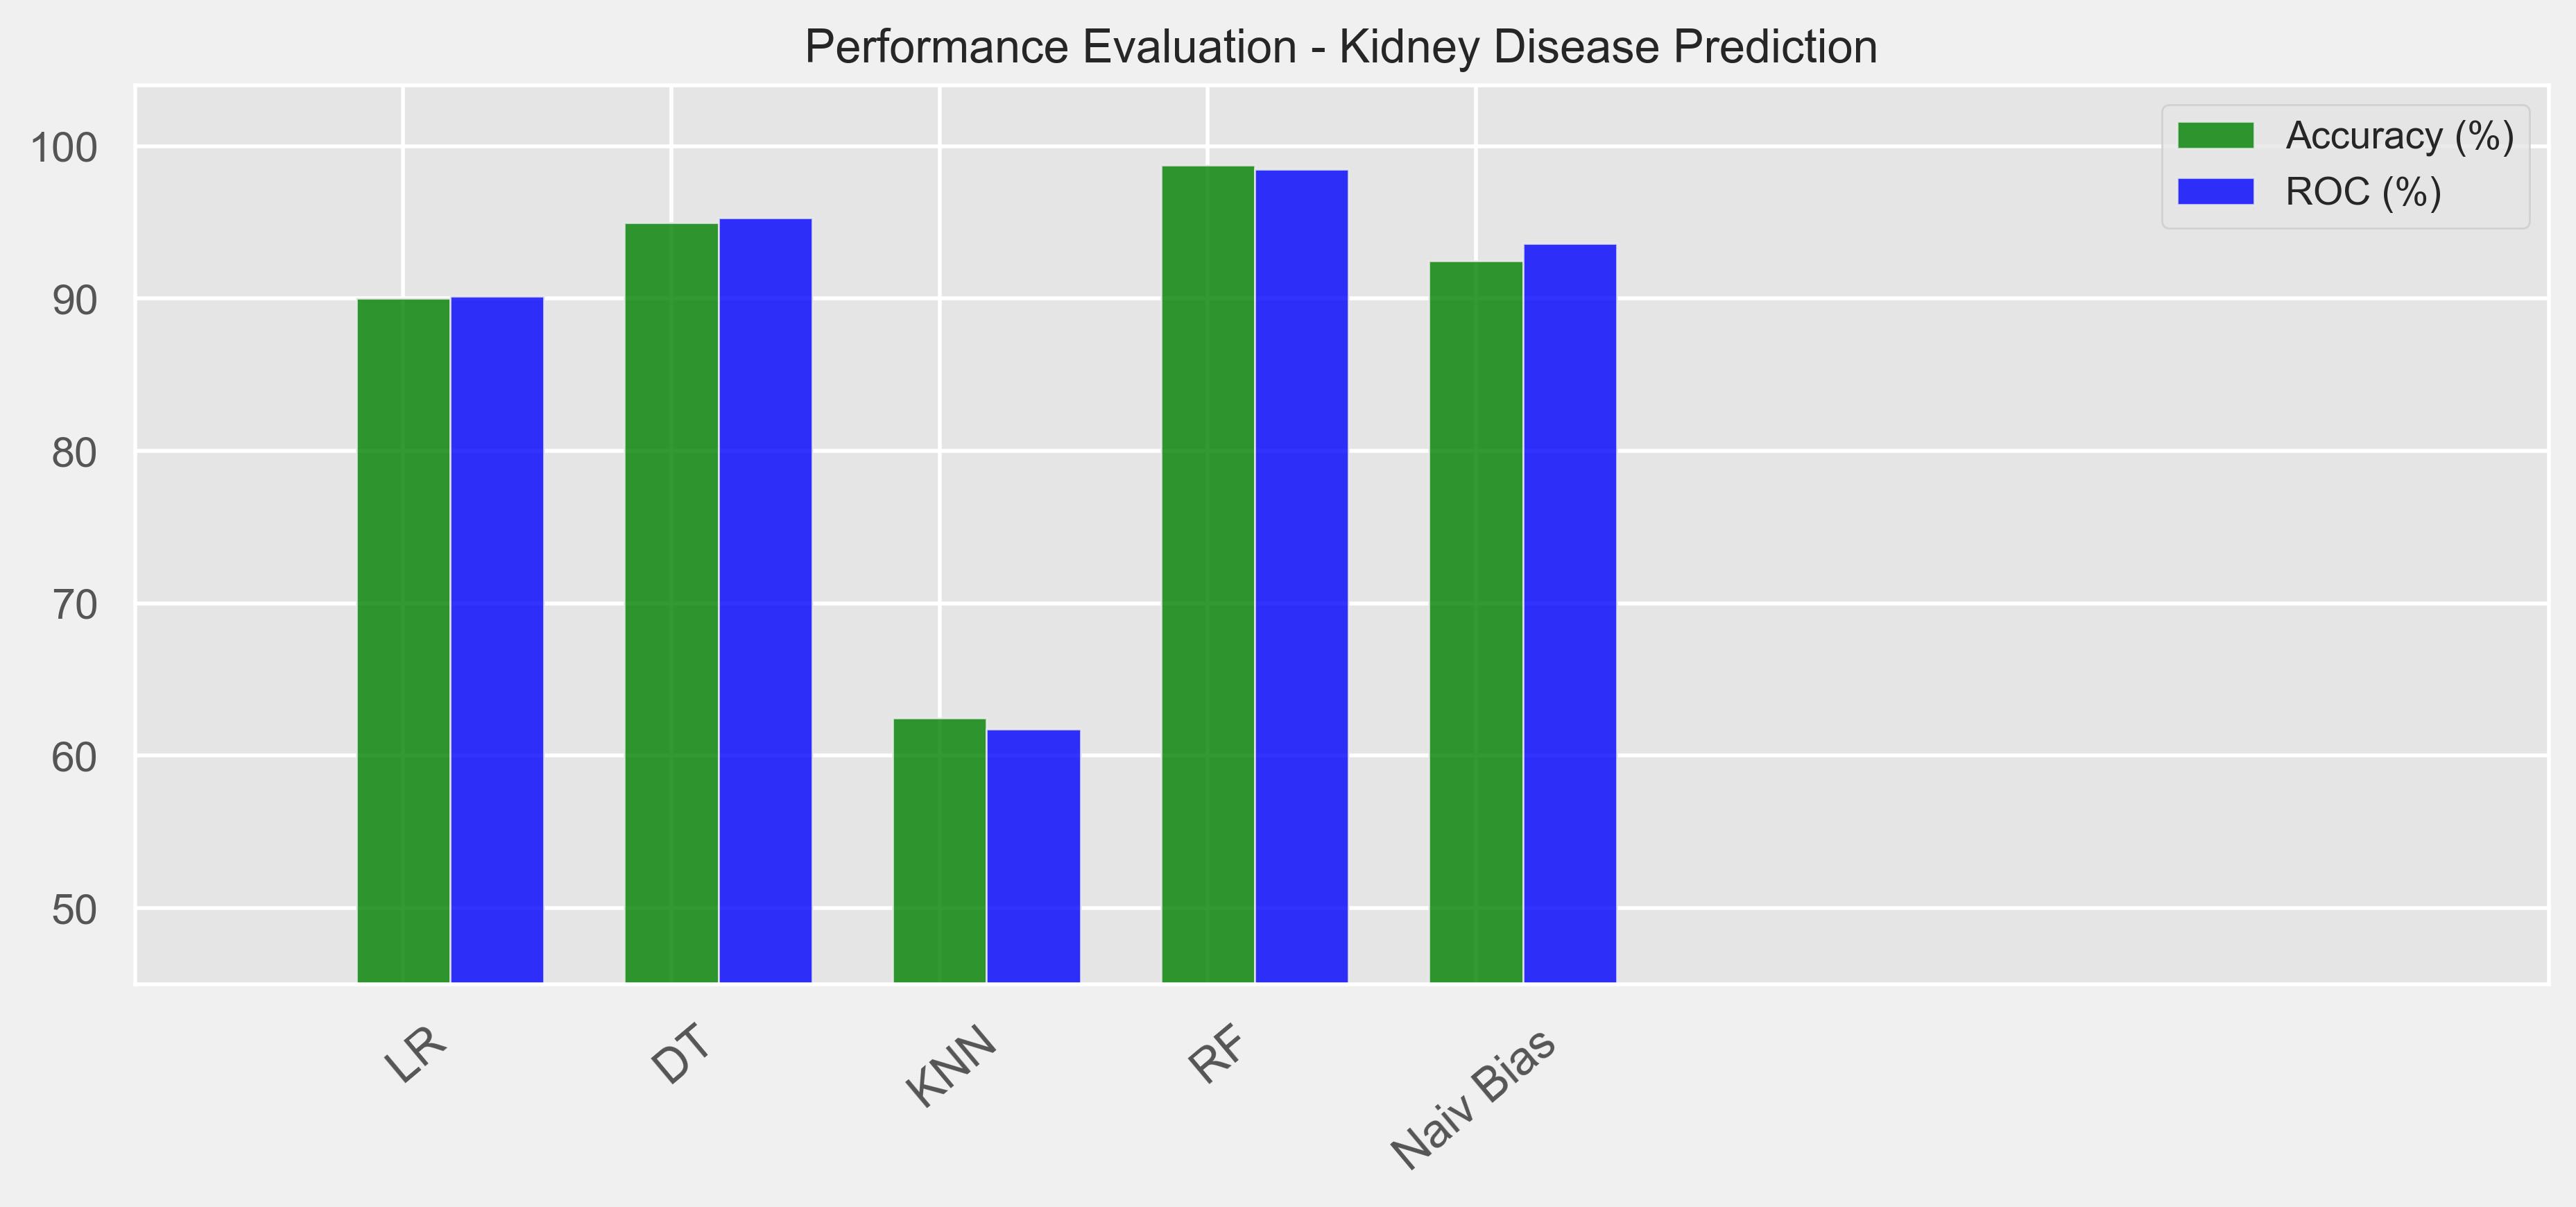 Performance Evaluation - Kidney Disease Prediction
100
90
80
70
60
50
Accuracy (%)
ROC (%)
LR
DT
KNN
RF
Naiv Bias